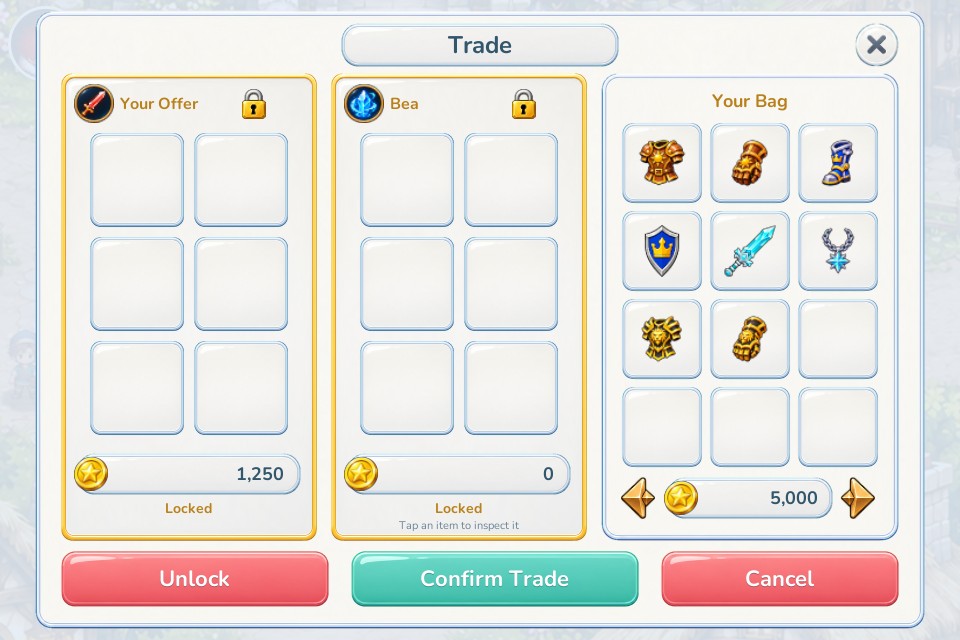 Trade
Your Offer
Bea
Your Bag
1,250
0
5,000
Locked
Locked
Tap an item to inspect it
Unlock
Confirm Trade
Cancel